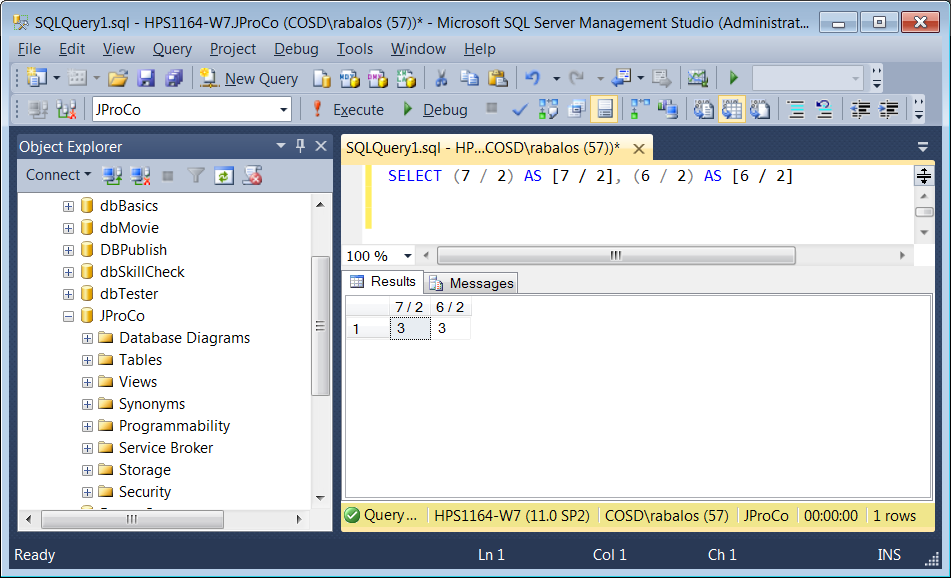 SQLQuery1.sql - HPS1164-W7.JProCo (COSD\rabalos (57))* - Microsoft SQL Server Management Studio (Administrat...
File Edit View Query Project Debug Tools Window Help
New Query
JProCo Execute Debug
Object Explorer
Connect
dbBasics
dbMovie
DBPublish
dbSkillCheck
dbTester
JProCo
Database Diagrams
Tables
Views
Synonyms
Programmability
Service Broker
Storage
Security
SQLQuery1.sql - HP...COSD\rabalos (57))*
SELECT (7 / 2) AS [7 / 2], (6 / 2) AS [6 / 2]
100 %
Results Messages
7 / 2 6 / 2
1 3 3
Query... HPS1164-W7 (11.0 SP2) COSD\rabalos (57) JProCo 00:00:00 1 rows
Ready Ln 1 Col 1 Ch 1 INS